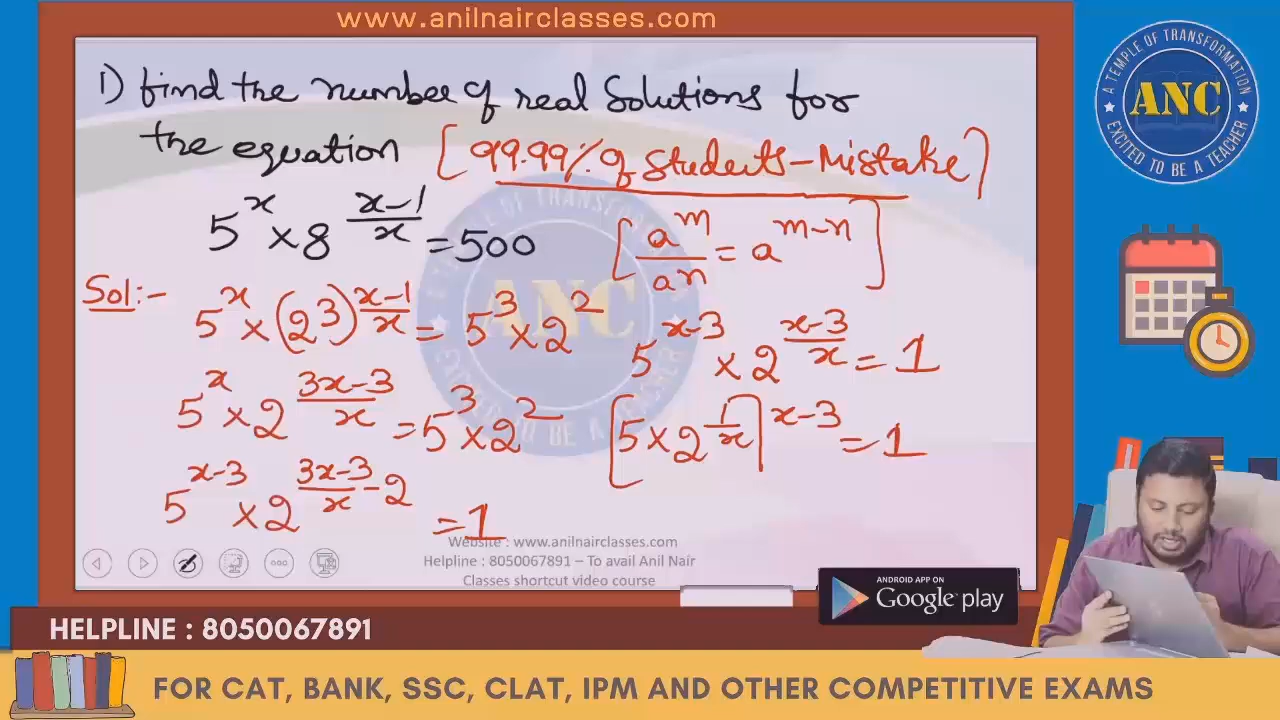 www.anilnairclasses.com
1) find the number of real solutions for
the equation [99.99% of students-Mistake]
5^x × 8^((x-1)/x) = 500
[a^m/a^n = a^(m-n)]
Sol:-
5^x × (2^3)^((x-1)/x) = 5^3 × 2^2
5^x × 2^((3x-3)/x) = 5^3 × 2^2
5^(x-3) × 2^((3x-3)/x - 2) = 1
5^(x-3) × 2^((x-3)/x) = 1
[5 × 2^(1/x)]^(x-3) = 1
Website : www.anilnairclasses.com
Helpline : 8050067891 – To avail Anil Nair
Classes shortcut video course
A TEMPLE OF TRANSFORMATION
ANC
EXCITED TO BE A TEACHER
ANDROID APP ON
Google play
HELPLINE : 8050067891
FOR CAT, BANK, SSC, CLAT, IPM AND OTHER COMPETITIVE EXAMS